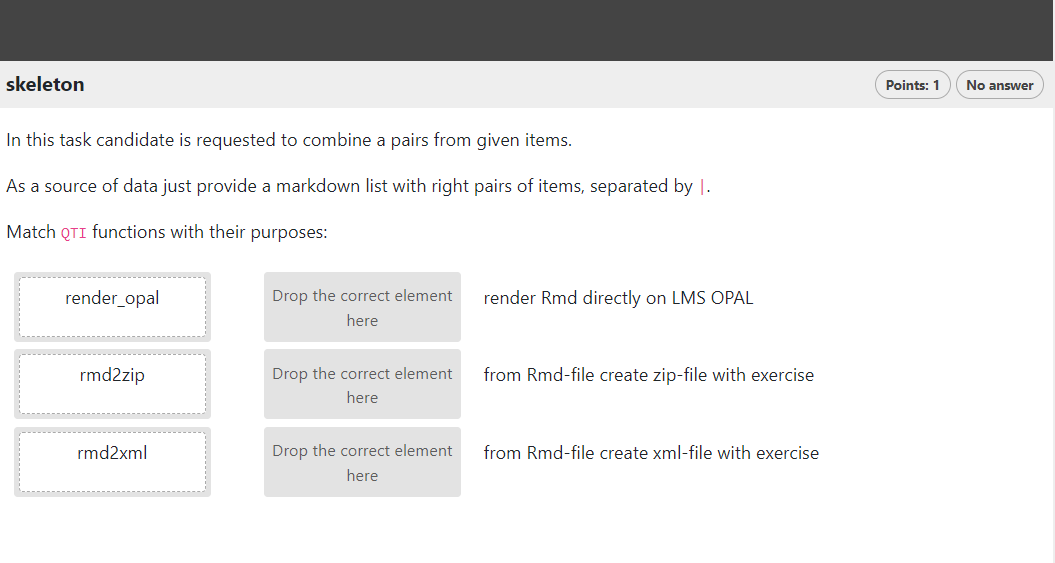 skeleton
Points: 1
No answer
In this task candidate is requested to combine a pairs from given items.
As a source of data just provide a markdown list with right pairs of items, separated by |.
Match QTI functions with their purposes:
render_opal
Drop the correct element
here
render Rmd directly on LMS OPAL
rmd2zip
Drop the correct element
here
from Rmd-file create zip-file with exercise
rmd2xml
Drop the correct element
here
from Rmd-file create xml-file with exercise